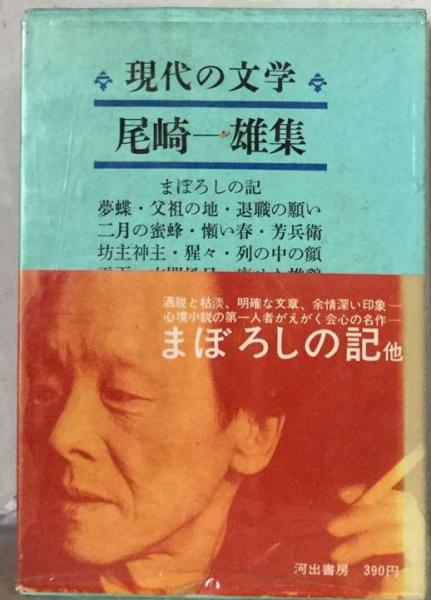 現代の文学
尾崎一雄集
まぼろしの記
夢蝶・父祖の地・退職の願い
二月の蜜蜂・懶い春・芳兵衛
坊主神主・猩々・列の中の顔
洒脱と枯淡、明確な文章、余情深い印象―
心境小説の第一人者がえがく会心の名作―
まぼろしの記他
河出書房 390円